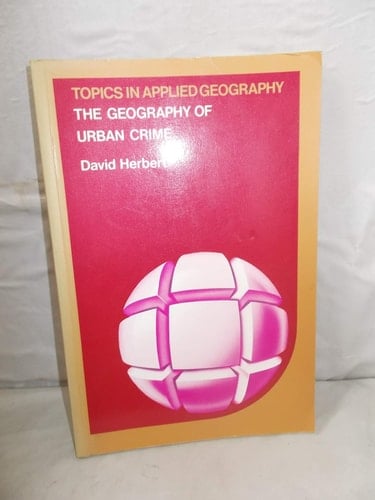 TOPICS IN APPLIED GEOGRAPHY
THE GEOGRAPHY OF
URBAN CRIME
David Herbert